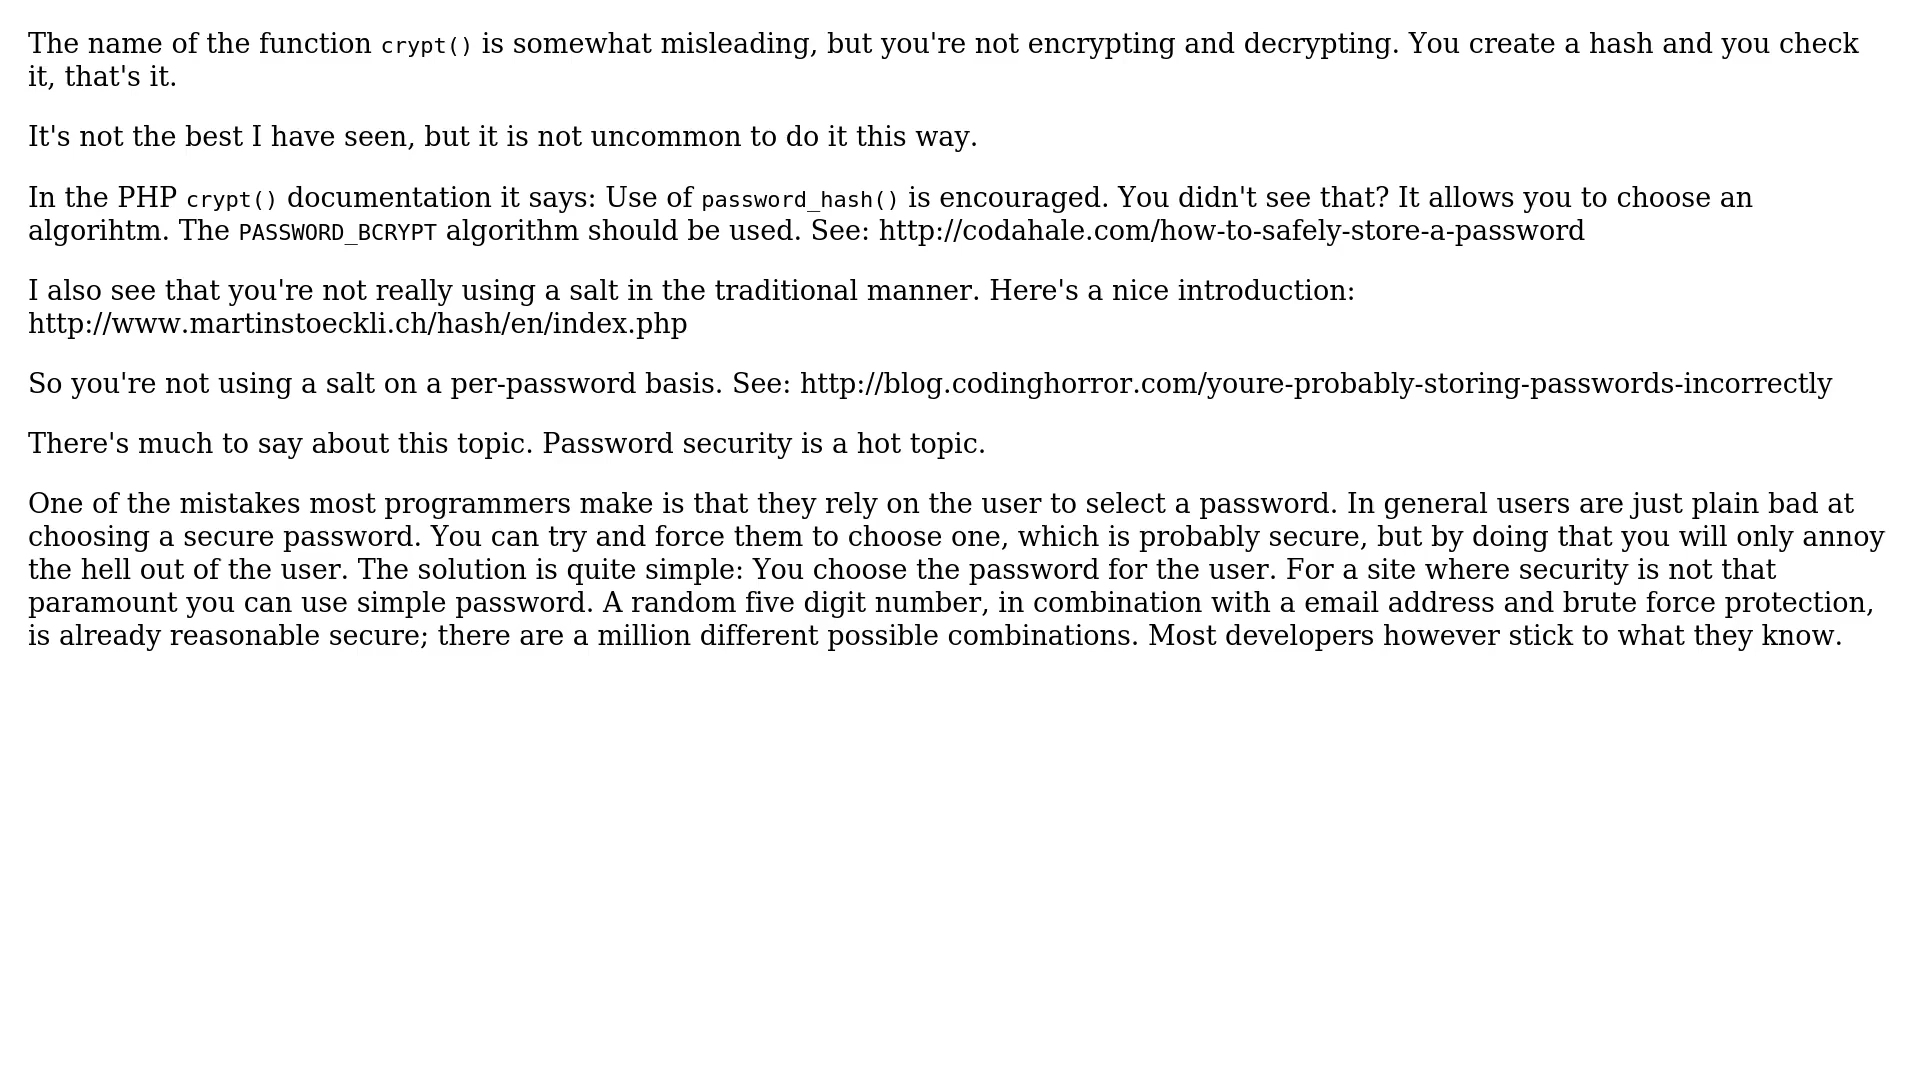 The name of the function crypt() is somewhat misleading, but you're not encrypting and decrypting. You create a hash and you check
it, that's it.
It's not the best I have seen, but it is not uncommon to do it this way.
In the PHP crypt() documentation it says: Use of password_hash() is encouraged. You didn't see that? It allows you to choose an
algorihtm. The PASSWORD_BCRYPT algorithm should be used. See: http://codahale.com/how-to-safely-store-a-password
I also see that you're not really using a salt in the traditional manner. Here's a nice introduction:
http://www.martinstoeckli.ch/hash/en/index.php
So you're not using a salt on a per-password basis. See: http://blog.codinghorror.com/youre-probably-storing-passwords-incorrectly
There's much to say about this topic. Password security is a hot topic.
One of the mistakes most programmers make is that they rely on the user to select a password. In general users are just plain bad at
choosing a secure password. You can try and force them to choose one, which is probably secure, but by doing that you will only annoy
the hell out of the user. The solution is quite simple: You choose the password for the user. For a site where security is not that
paramount you can use simple password. A random five digit number, in combination with a email address and brute force protection,
is already reasonable secure; there are a million different possible combinations. Most developers however stick to what they know.